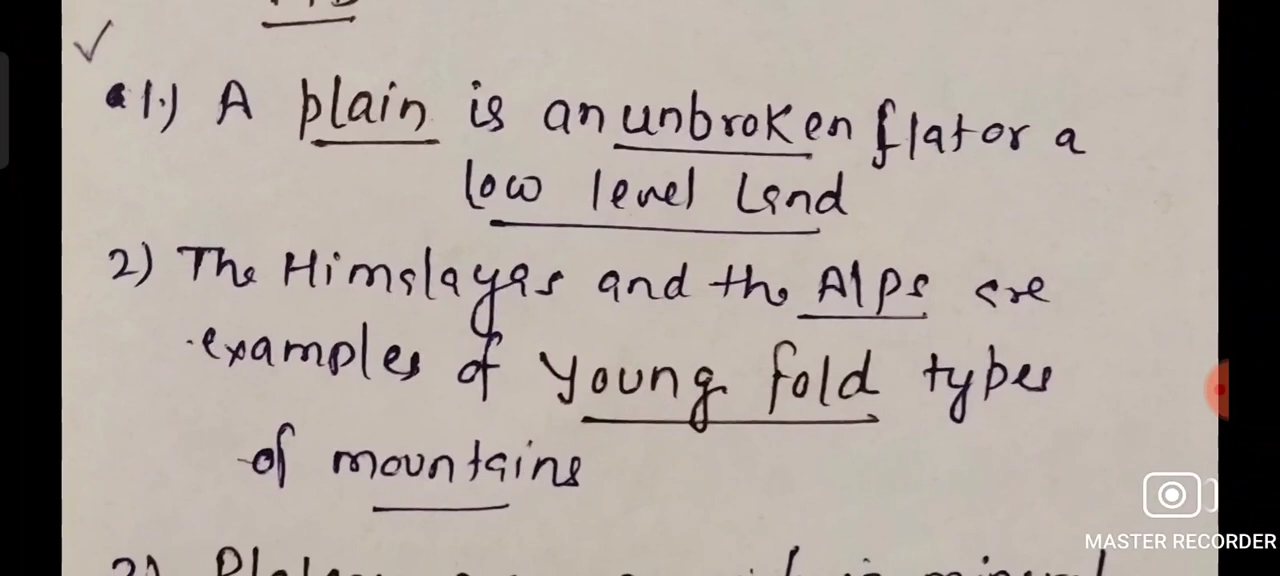 1.) A plain is an unbroken flat or a
low level Land
2) The Himalayas and the Alps are
examples of young fold types
of mountains
MASTER RECORDER